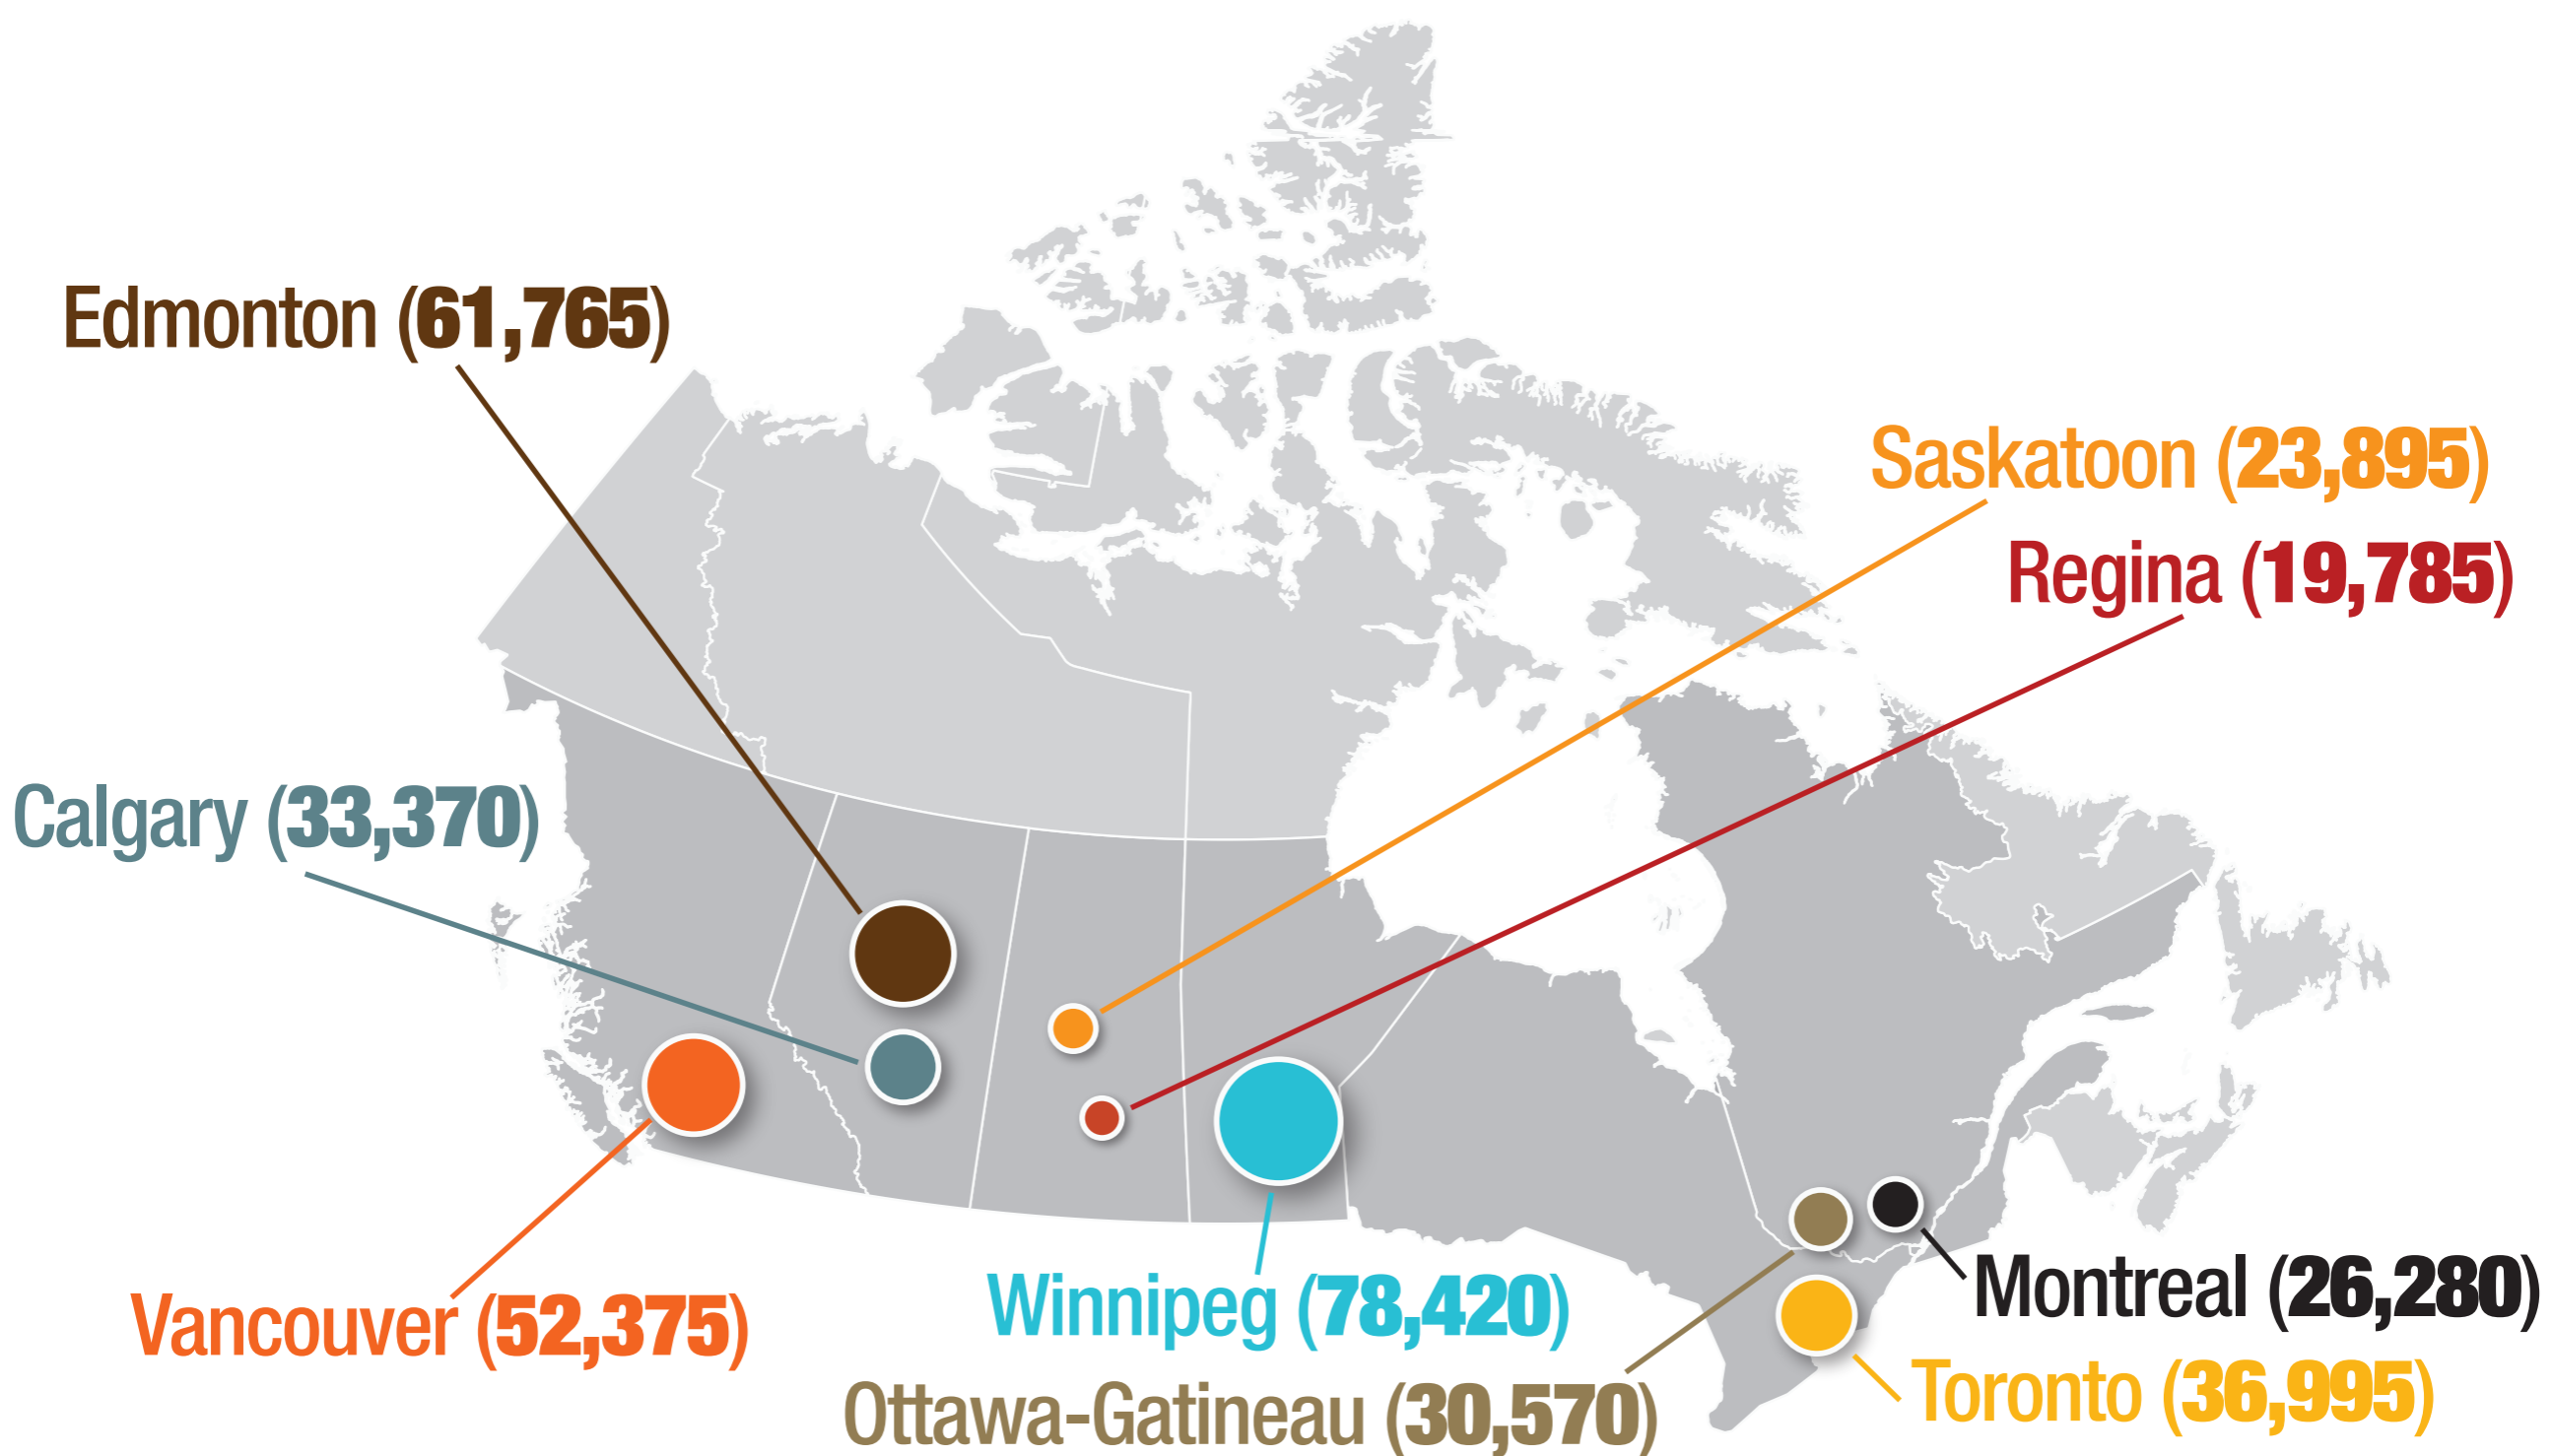 Edmonton (61,765)
Saskatoon (23,895)
Regina (19,785)
Calgary (33,370)
Vancouver (52,375)
Winnipeg (78,420)
Montreal (26,280)
Ottawa-Gatineau (30,570)
Toronto (36,995)